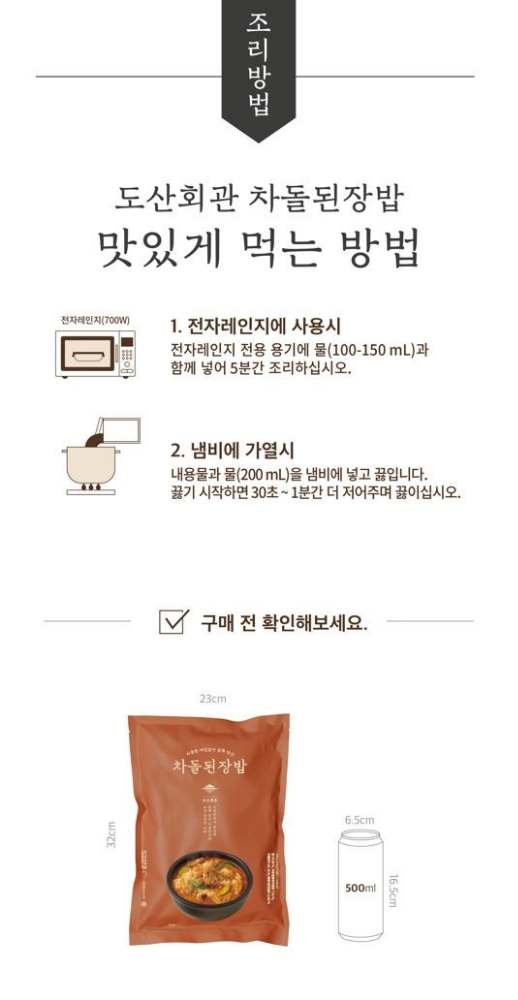 조리방법
도산회관 차돌된장밥
맛있게 먹는 방법
전자레인지(700W)
1. 전자레인지에 사용시
전자레인지 전용 용기에 물(100-150 mL)과
함께 넣어 5분간 조리하십시오.
2. 냄비에 가열시
내용물과 물(200 mL)을 냄비에 넣고 끓입니다.
끓기 시작하면 30초 ~ 1분간 더 저어주며 끓이십시오.
구매 전 확인해보세요.
23cm
차돌된장밥
32cm
6.5cm
500ml
16.5cm